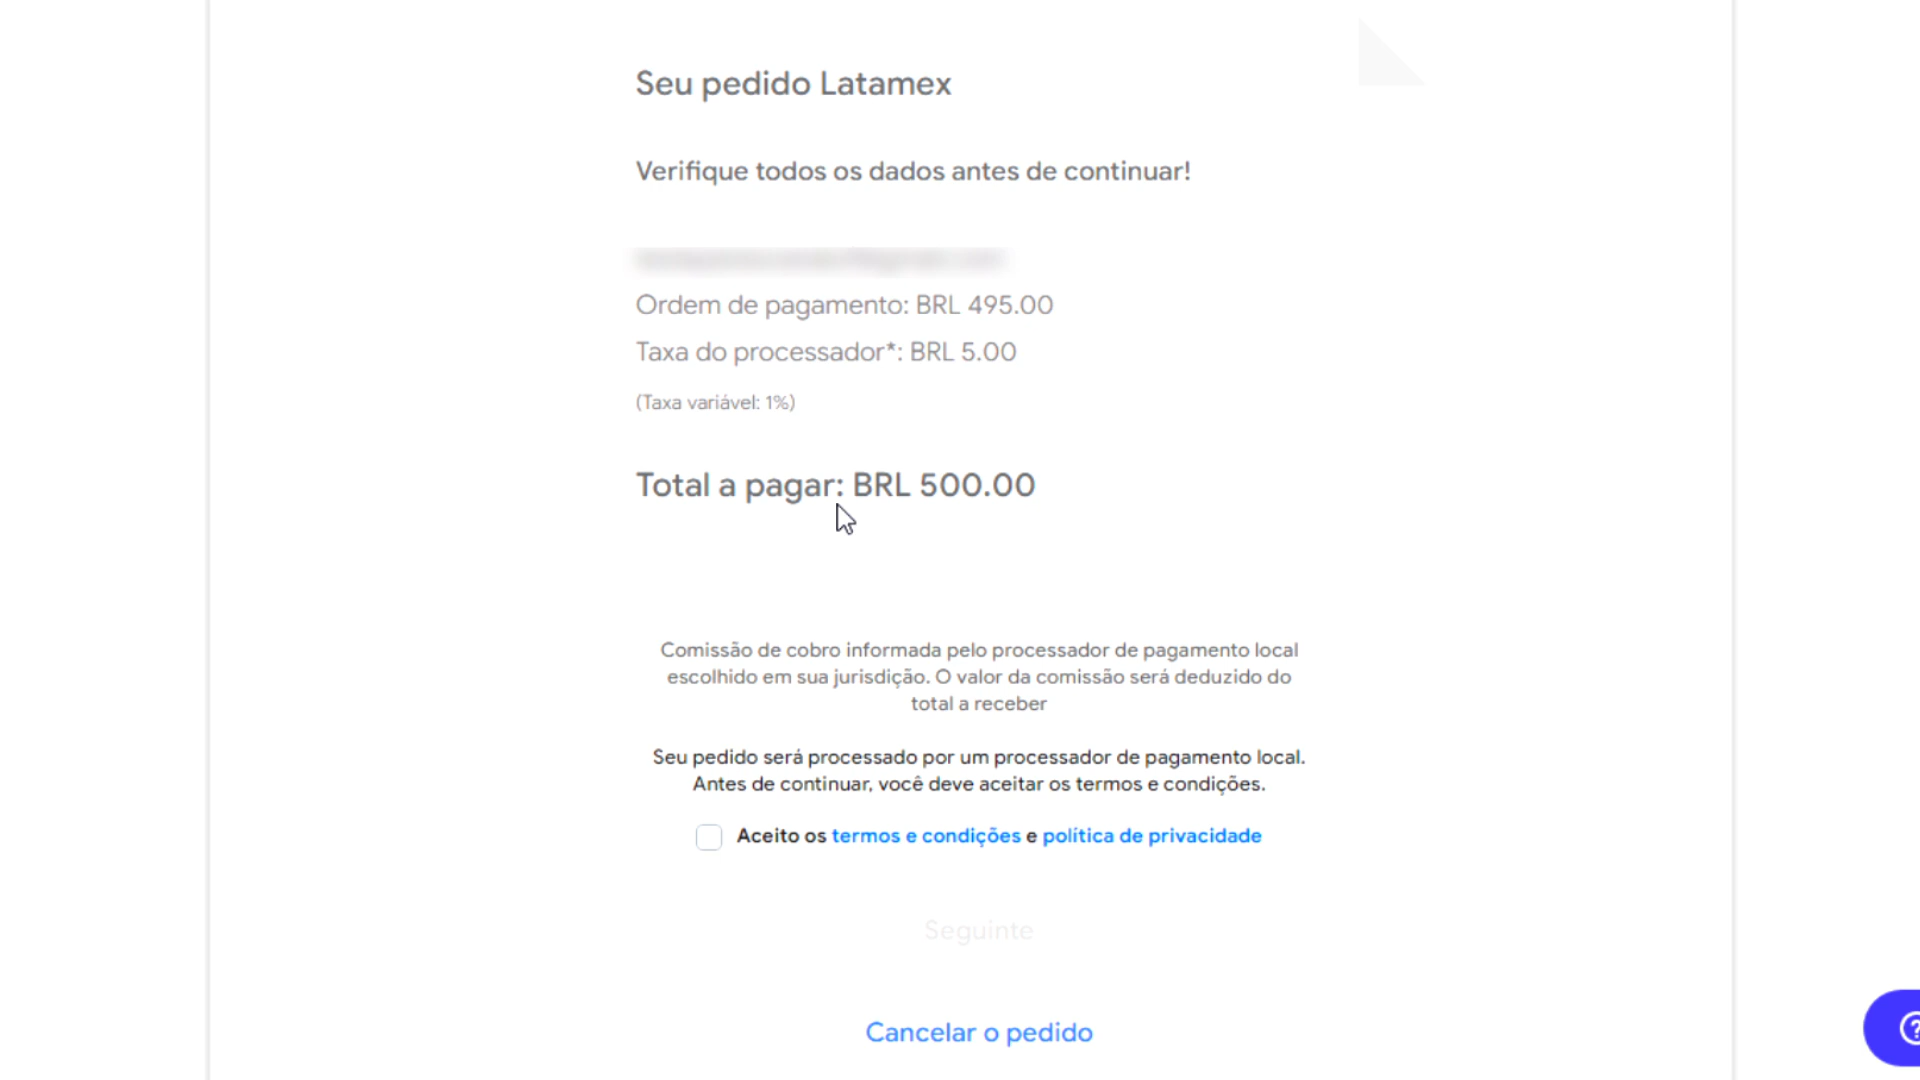 Seu pedido Latamex
Verifique todos os dados antes de continuar!
Ordem de pagamento: BRL 495.00
Taxa do processador*: BRL 5.00
(Taxa variável: 1%)
Total a pagar: BRL 500.00
Comissão de cobro informada pelo processador de pagamento local
escolhido em sua jurisdição. O valor da comissão será deduzido do
total a receber
Seu pedido será processado por um processador de pagamento local.
Antes de continuar, você deve aceitar os termos e condições.
Aceito os termos e condições e política de privacidade
Seguinte
Cancelar o pedido